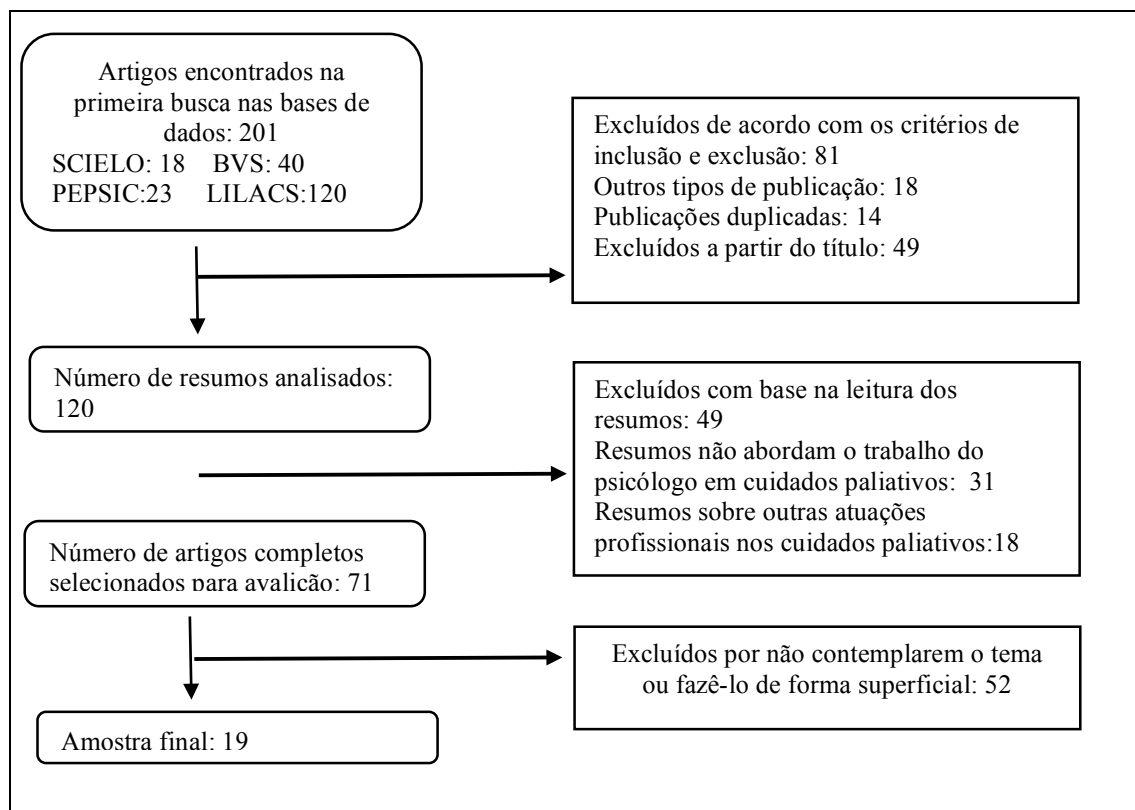 Artigos encontrados na
primeira busca nas bases de
dados: 201
SCIELO: 18 BVS: 40
PEPSIC:23 LILACS:120
Excluídos de acordo com os critérios de
inclusão e exclusão: 81
Outros tipos de publicação: 18
Publicações duplicadas: 14
Excluídos a partir do título: 49
Número de resumos analisados:
120
Excluídos com base na leitura dos
resumos: 49
Resumos não abordam o trabalho do
psicólogo em cuidados paliativos: 31
Resumos sobre outras atuações
profissionais nos cuidados paliativos:18
Número de artigos completos
selecionados para avalição: 71
Excluídos por não contemplarem o tema
ou fazê-lo de forma superficial: 52
Amostra final: 19